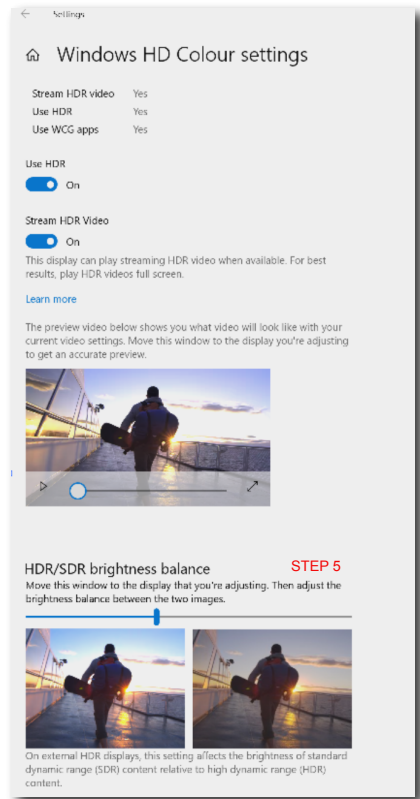 Settings
Windows HD Colour settings
Stream HDR video Yes
Use HDR Yes
Use WCG apps Yes
Use HDR
On
Stream HDR Video
On
This display can play streaming HDR video when available. For best
results, play HDR videos full screen.
Learn more
The preview video below shows you what video will look like with your
current video settings. Move this window to the display you're adjusting
to get an accurate preview.
HDR/SDR brightness balance STEP 5
Move this window to the display that you're adjusting. Then adjust the
brightness balance between the two images.
On external HDR displays, this setting affects the brightness of standard
dynamic range (SDR) content relative to high dynamic range (HDR)
content.